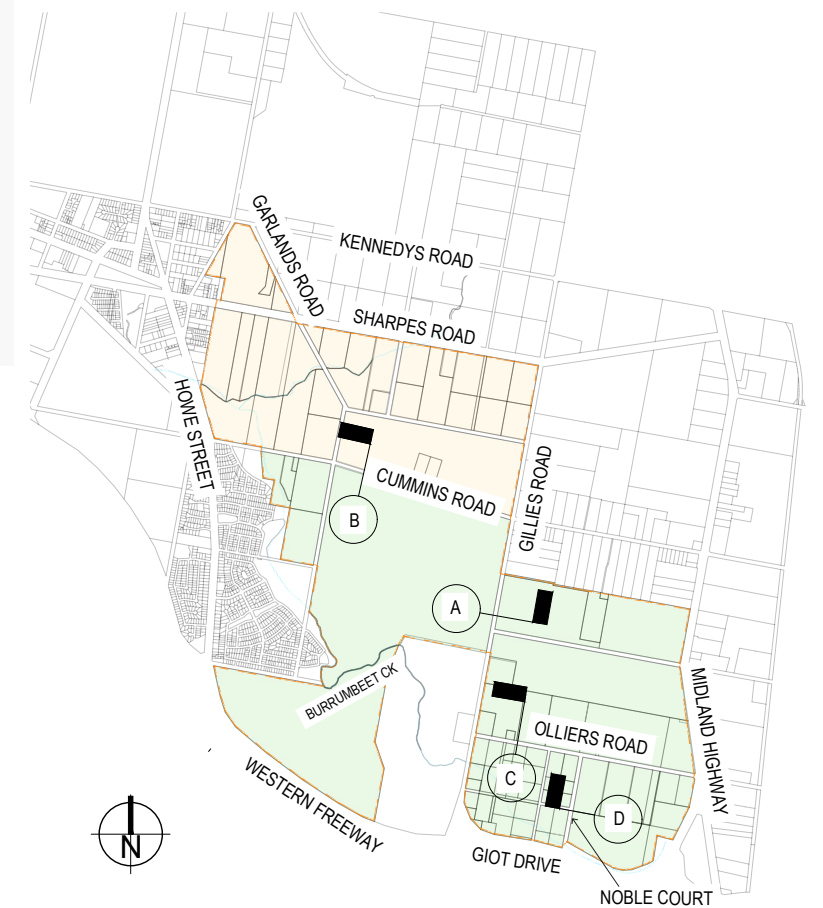 GARLANDS ROAD
KENNEDYS ROAD
SHARPES ROAD
HOWE STREET
GILLIES ROAD
CUMMINS ROAD
B
A
BURRUMBEET CK
MIDLAND HIGHWAY
OLLIERS ROAD
WESTERN FREEWAY
C
D
N
GIOT DRIVE
NOBLE COURT